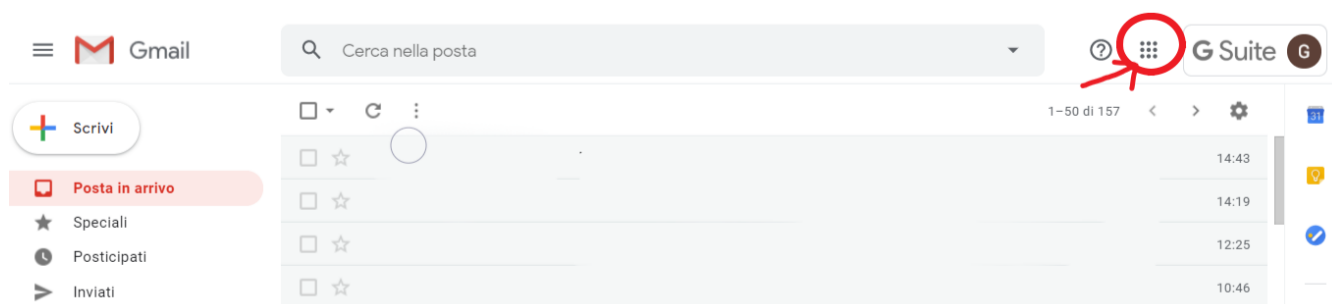 Gmail
Cerca nella posta
G Suite
G
Scrivi
1–50 di 157
31
14:43
Posta in arrivo
14:19
Speciali
12:25
Posticipati
10:46
Inviati